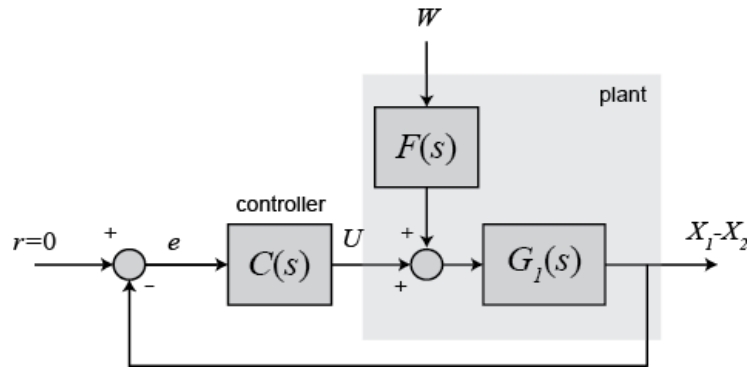 W
plant
F(s)
controller
r=0
+
−
e
C(s)
U
+
+
G₁(s)
X₁-X₂